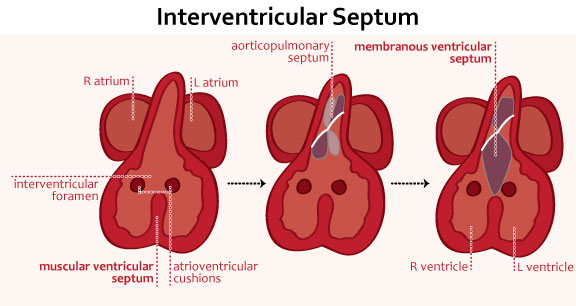 Interventricular Septum
aorticopulmonary
septum
membranous ventricular
septum
R atrium
L atrium
interventricular
foramen
muscular ventricular
septum
atrioventricular
cushions
R ventricle
L ventricle